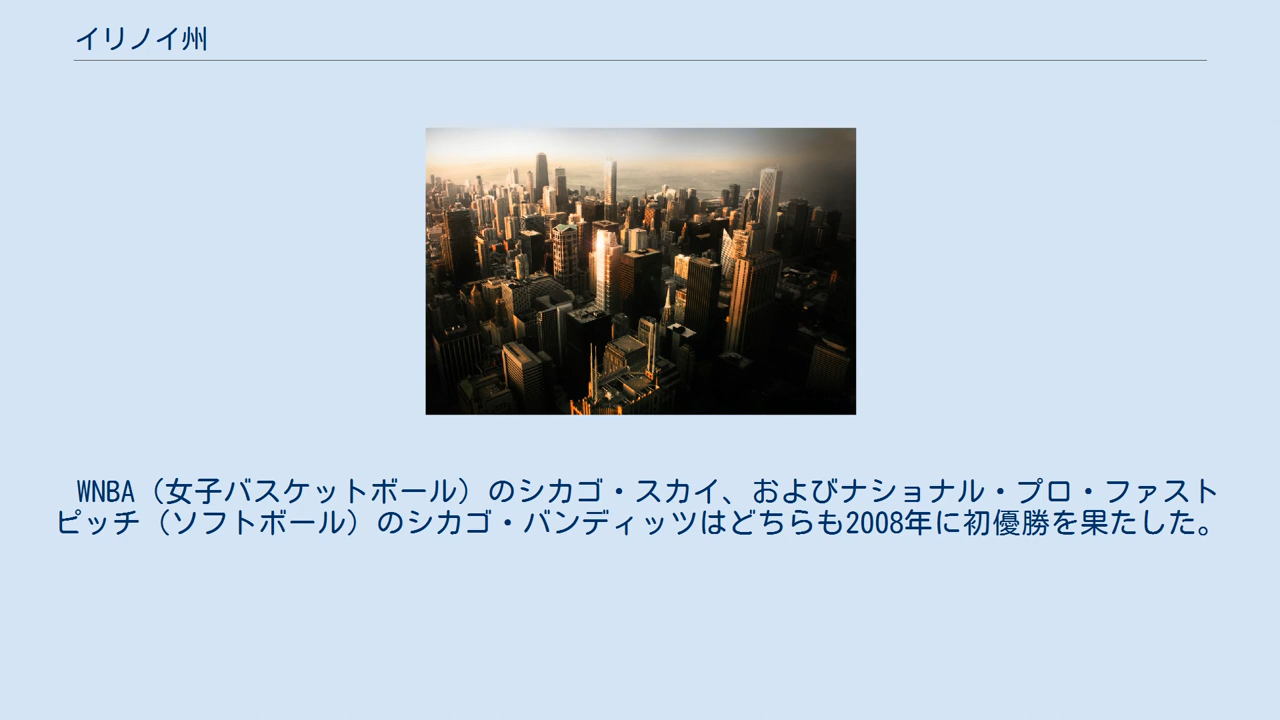 イリノイ州
WNBA（女子バスケットボール）のシカゴ・スカイ、およびナショナル・プロ・ファスト
ピッチ（ソフトボール）のシカゴ・バンディッツはどちらも2008年に初優勝を果たした。